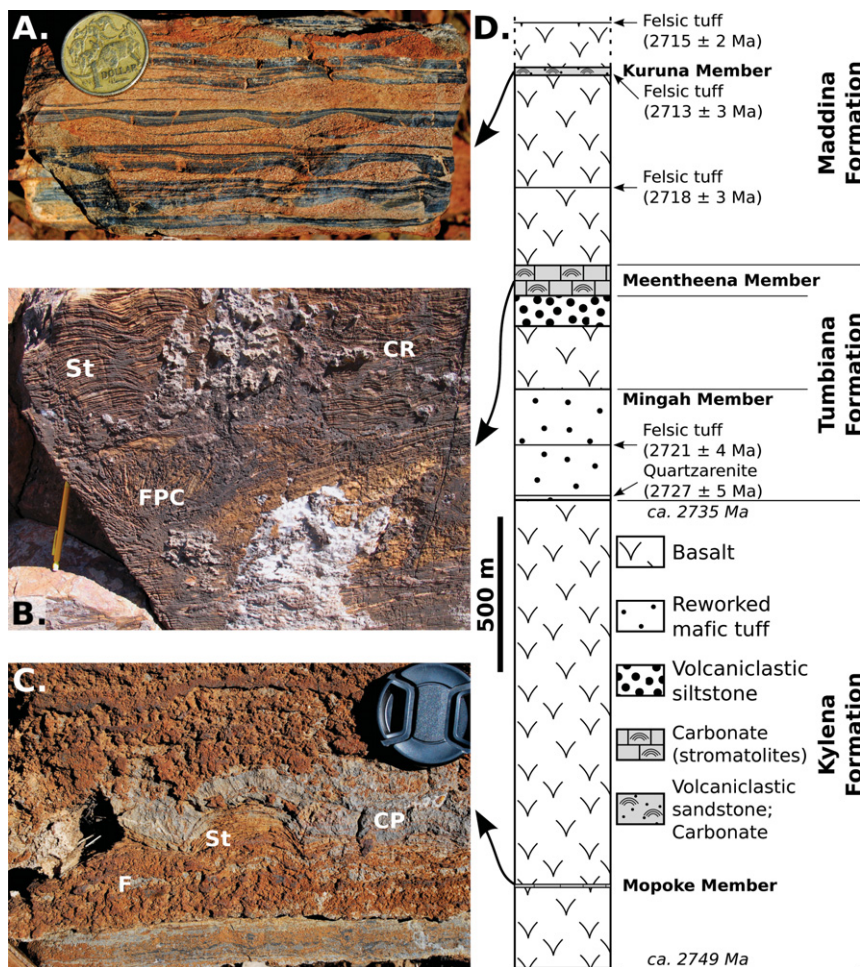 A.
DOLLAR
B.
St
CR
FPC
C.
CP
St
F
D.
Felsic tuff
(2715 ± 2 Ma)
Kuruna Member
Felsic tuff
(2713 ± 3 Ma)
Felsic tuff
(2718 ± 3 Ma)
Maddina
Formation
Meentheena Member
Mingah Member
Felsic tuff
(2721 ± 4 Ma)
Quartzarenite
(2727 ± 5 Ma)
Tumbiana
Formation
ca. 2735 Ma
500 m
Basalt
Reworked
mafic tuff
Volcaniclastic
siltstone
Carbonate
(stromatolites)
Volcaniclastic
sandstone;
Carbonate
Kylena
Formation
Mopoke Member
ca. 2749 Ma